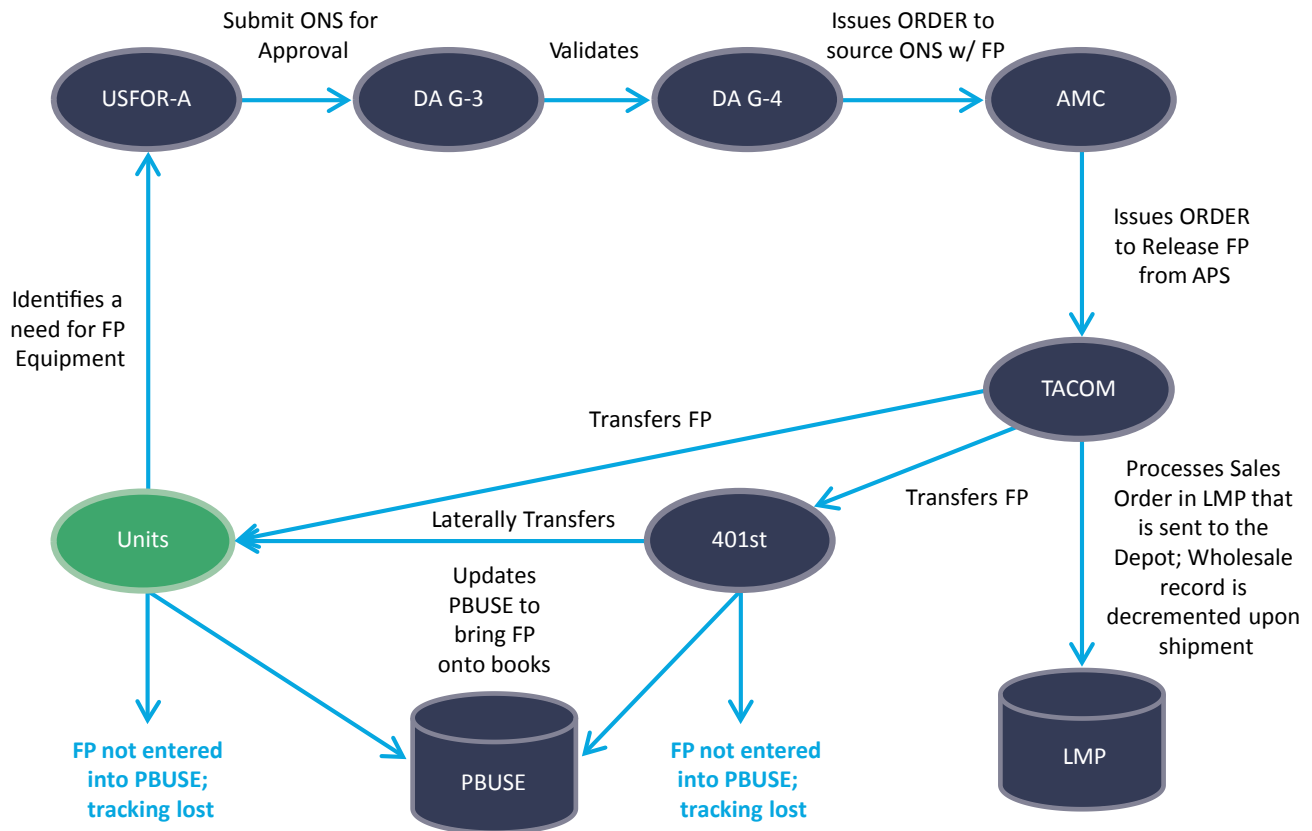 Submit ONS for
Approval
Validates
Issues ORDER to
source ONS w/ FP
USFOR-A
DA G-3
DA G-4
AMC
Issues ORDER
to Release FP
from APS
Identifies a
need for FP
Equipment
TACOM
Transfers FP
Transfers FP
Processes Sales
Order in LMP that
is sent to the
Depot; Wholesale
record is
decremented upon
shipment
Units
Laterally Transfers
401st
Updates
PBUSE to
bring FP
onto books
FP not entered
into PBUSE;
tracking lost
PBUSE
FP not entered
into PBUSE;
tracking lost
LMP